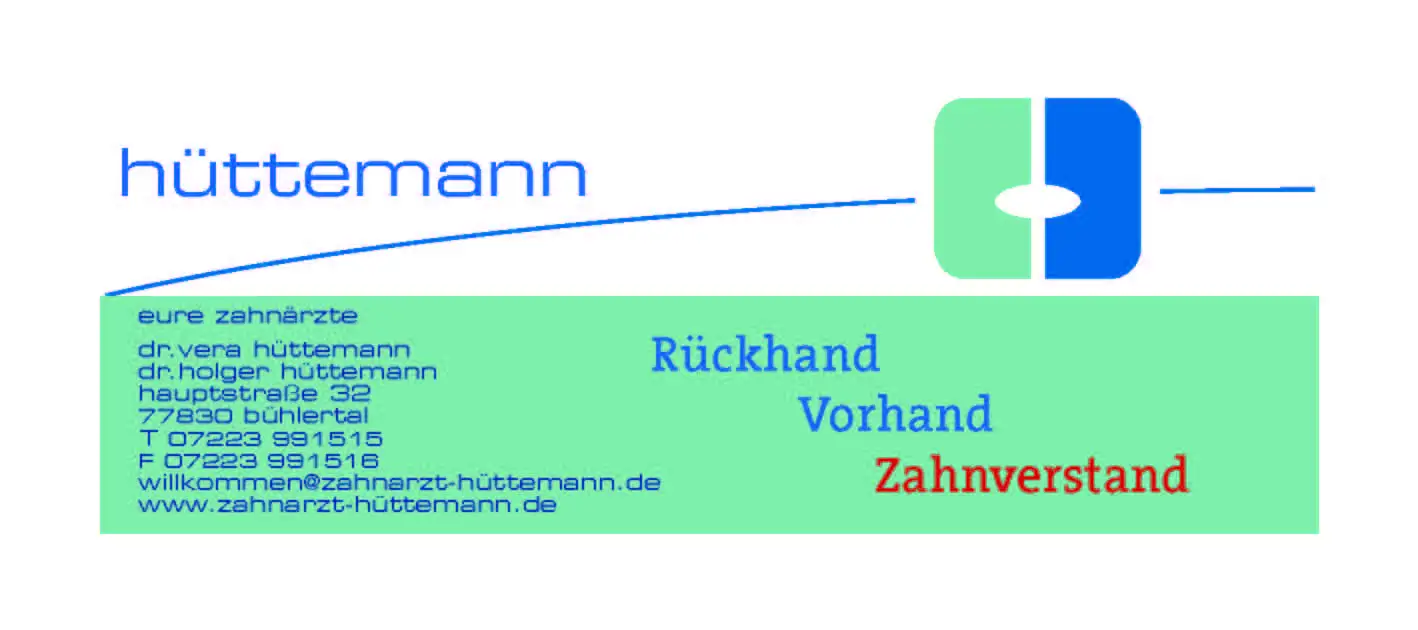 hüttemann
eure zahnärzte
dr.vera hüttemann
dr.holger hüttemann
hauptstraße 32
77830 bühlertal
T 07223 991515
F 07223 991516
willkommen@zahnarzt-hüttemann.de
www.zahnarzt-hüttemann.de
Rückhand
Vorhand
Zahnverstand